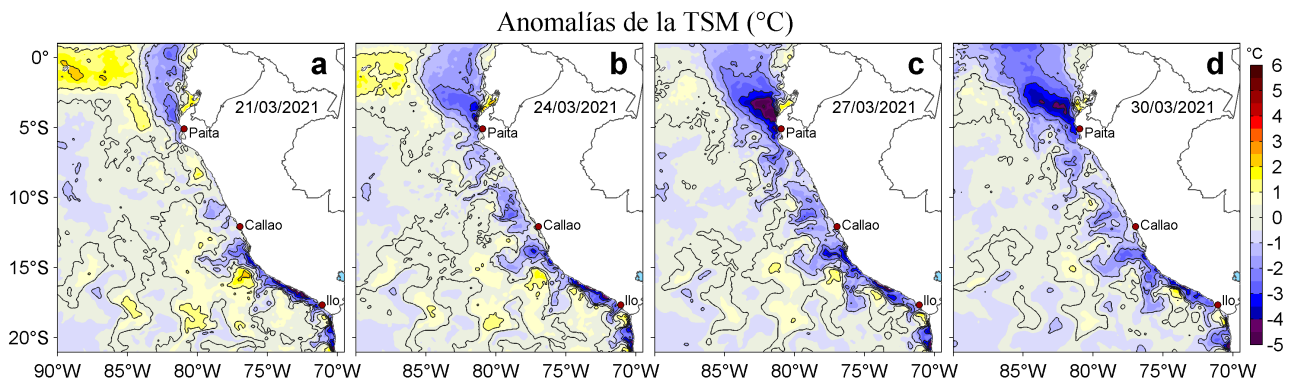 Anomalías de la TSM (°C)
a b c d °C
0° 6
21/03/2021 24/03/2021 27/03/2021 30/03/2021 5
4
5°S Paita Paita Paita Paita 3
2
10°S 1
0
Callao Callao Callao Callao -1
15°S -2
Ilo Ilo Ilo Ilo -3
-4
20°S -5
90°W 85°W 80°W 75°W 70°W 85°W 80°W 75°W 70°W 85°W 80°W 75°W 70°W 85°W 80°W 75°W 70°W